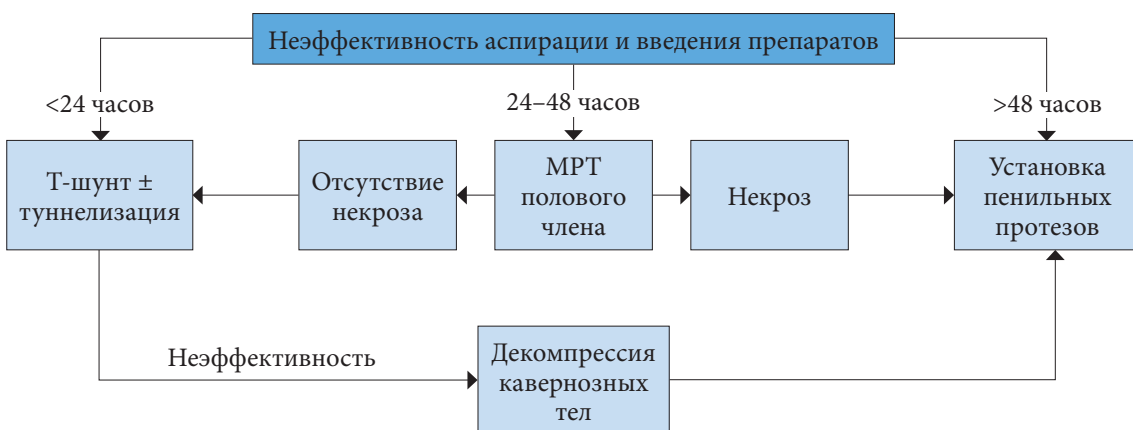 Неэффективность аспирации и введения препаратов
<24 часов
24–48 часов
>48 часов
Т-шунт ±
туннелизация
Отсутствие
некроза
МРТ
полового
члена
Некроз
Установка
пенильных
протезов
Неэффективность
Декомпрессия
кавернозных
тел